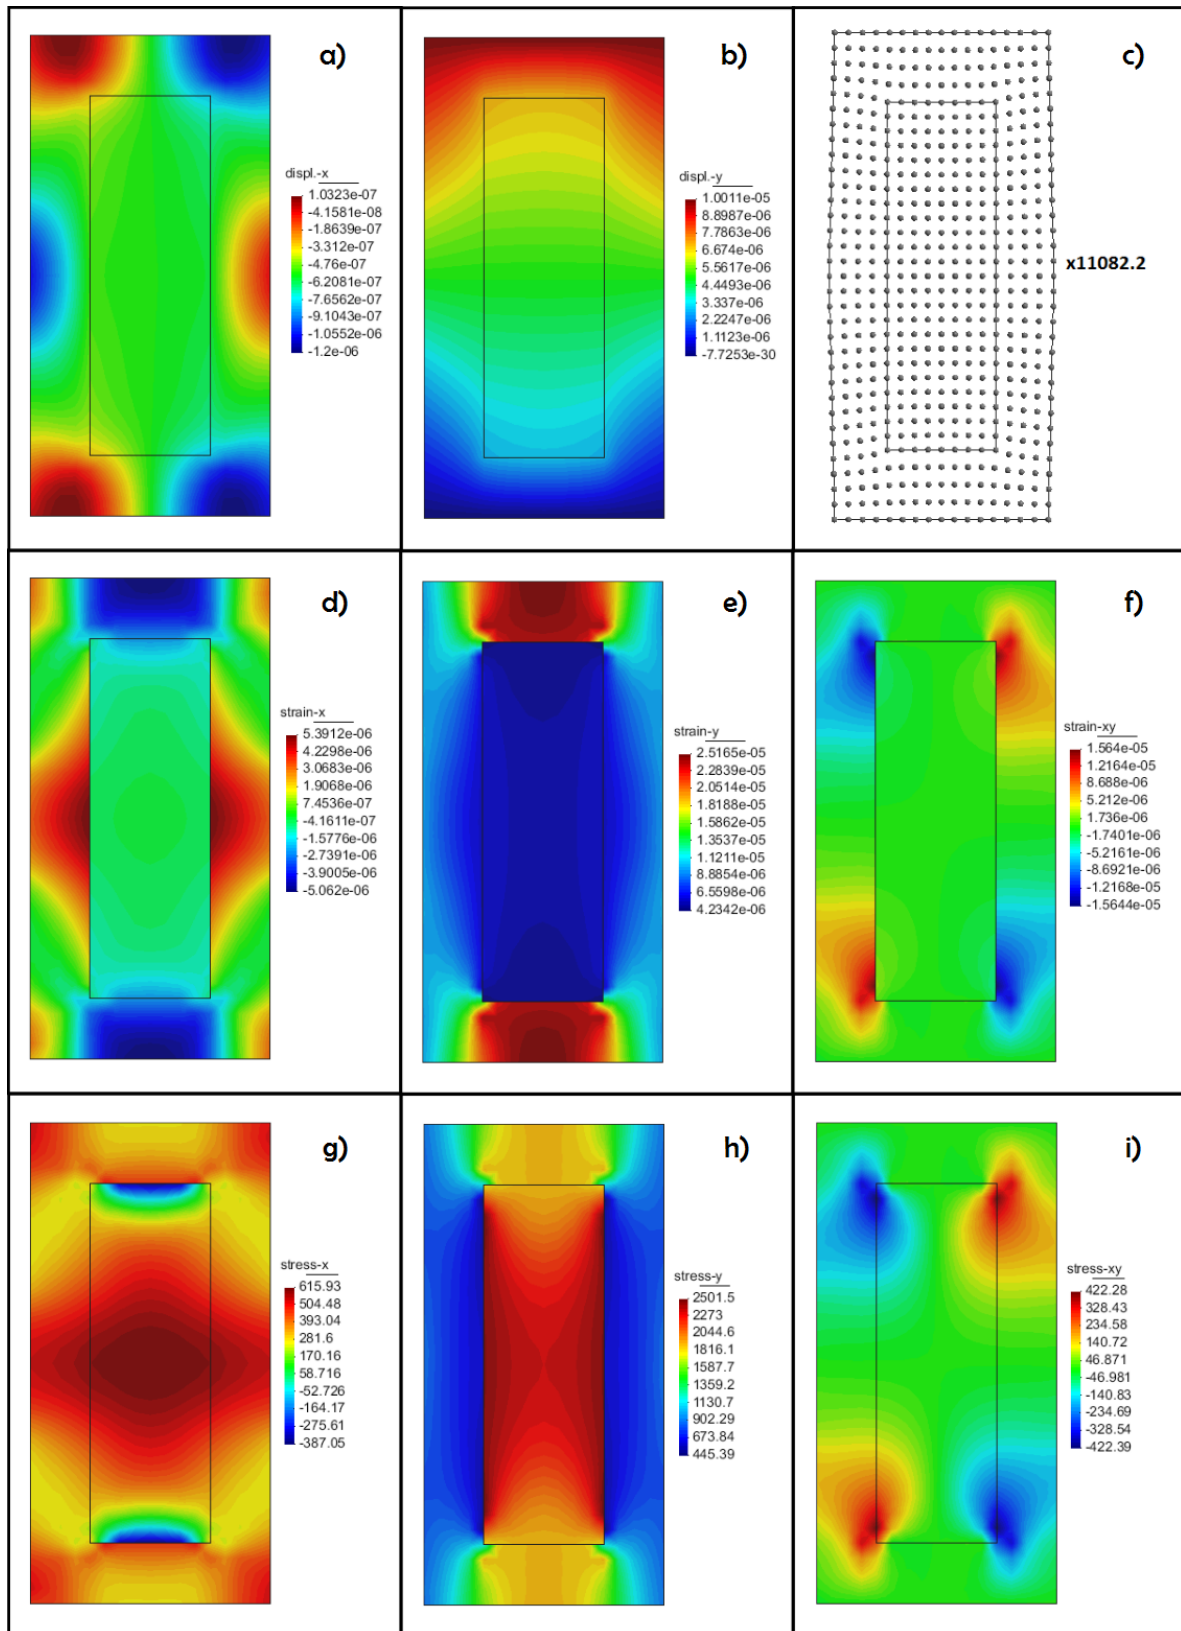 a)
displ.-x
1.0323e-07
-4.1581e-08
-1.8639e-07
-3.312e-07
-4.76e-07
-6.2081e-07
-7.6562e-07
-9.1043e-07
-1.0552e-06
-1.2e-06
b)
displ.-y
1.0011e-05
8.8987e-06
7.7863e-06
6.674e-06
5.5617e-06
4.4493e-06
3.337e-06
2.2247e-06
1.1123e-06
-7.7253e-30
c)
x11082.2
d)
strain-x
5.3912e-06
4.2298e-06
3.0683e-06
1.9068e-06
7.4536e-07
-4.1611e-07
-1.5776e-06
-2.7391e-06
-3.9005e-06
-5.062e-06
e)
strain-y
2.5165e-05
2.2839e-05
2.0514e-05
1.8188e-05
1.5862e-05
1.3537e-05
1.1211e-05
8.8854e-06
6.5598e-06
4.2342e-06
f)
strain-xy
1.564e-05
1.2164e-05
8.688e-06
5.212e-06
1.736e-06
-1.7401e-06
-5.2161e-06
-8.6921e-06
-1.2168e-05
-1.5644e-05
g)
stress-x
615.93
504.48
393.04
281.6
170.16
58.716
-52.726
-164.17
-275.61
-387.05
h)
stress-y
2501.5
2273
2044.6
1816.1
1587.7
1359.2
1130.7
902.29
673.84
445.39
i)
stress-xy
422.28
328.43
234.58
140.72
46.871
-46.981
-140.83
-234.69
-328.54
-422.39